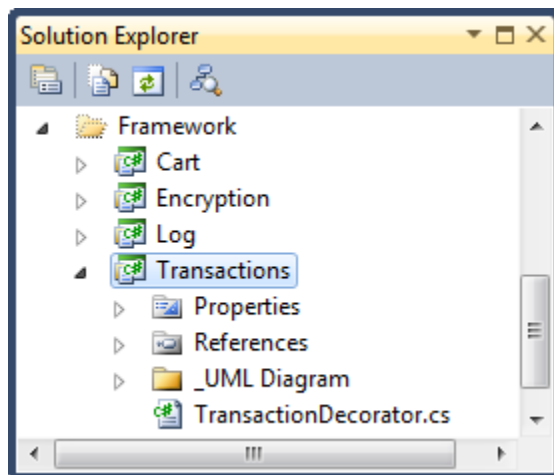 Solution Explorer
Framework
Cart
Encryption
Log
Transactions
Properties
References
_UML Diagram
TransactionDecorator.cs